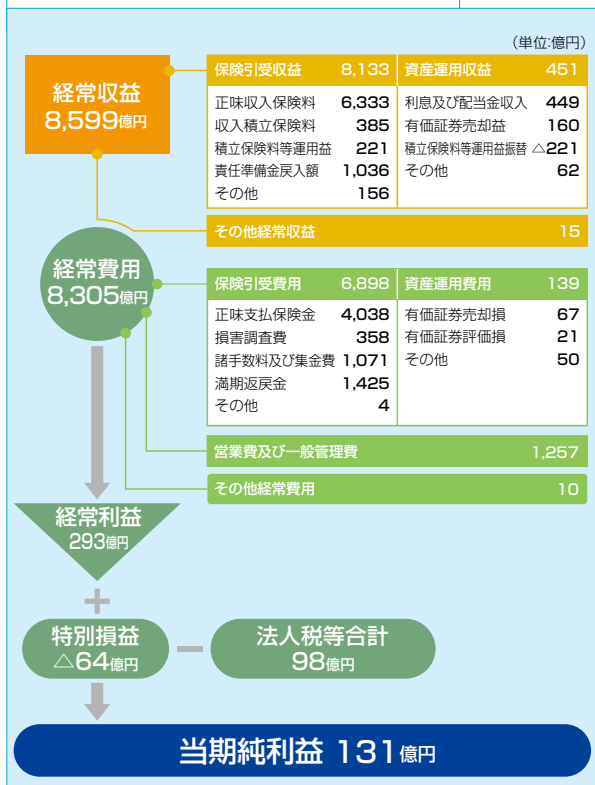 (単位:億円)
経常収益
8,599億円
保険引受収益 8,133
正味収入保険料 6,333
収入積立保険料 385
積立保険料等運用益 221
責任準備金戻入額 1,036
その他 156
資産運用収益 451
利息及び配当金収入 449
有価証券売却益 160
積立保険料等運用益振替 △221
その他 62
その他経常収益 15
経常費用
8,305億円
保険引受費用 6,898
正味支払保険金 4,038
損害調査費 358
諸手数料及び集金費 1,071
満期返戻金 1,425
その他 4
資産運用費用 139
有価証券売却損 67
有価証券評価損 21
その他 50
営業費及び一般管理費 1,257
その他経常費用 10
経常利益
293億円
+
特別損益
△64億円
−
法人税等合計
98億円
当期純利益 131億円